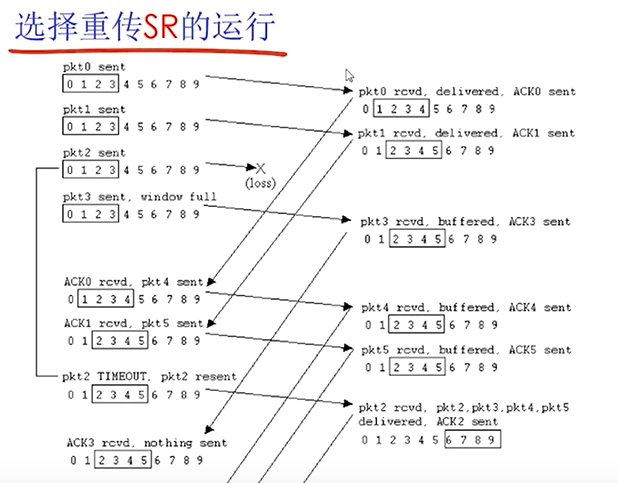 选择重传SR的运行
pkt0 sent
0 1 2 3 4 5 6 7 8 9
pkt1 sent
0 1 2 3 4 5 6 7 8 9
pkt2 sent
0 1 2 3 4 5 6 7 8 9
X
(loss)
pkt3 sent, window full
0 1 2 3 4 5 6 7 8 9
ACK0 rcvd, pkt4 sent
0 1 2 3 4 5 6 7 8 9
ACK1 rcvd, pkt5 sent
0 1 2 3 4 5 6 7 8 9
pkt2 TIMEOUT, pkt2 resent
0 1 2 3 4 5 6 7 8 9
ACK3 rcvd, nothing sent
0 1 2 3 4 5 6 7 8 9
pkt0 rcvd, delivered, ACK0 sent
0 1 2 3 4 5 6 7 8 9
pkt1 rcvd, delivered, ACK1 sent
0 1 2 3 4 5 6 7 8 9
pkt3 rcvd, buffered, ACK3 sent
0 1 2 3 4 5 6 7 8 9
pkt4 rcvd, buffered, ACK4 sent
0 1 2 3 4 5 6 7 8 9
pkt5 rcvd, buffered, ACK5 sent
0 1 2 3 4 5 6 7 8 9
pkt2 rcvd, pkt2,pkt3,pkt4,pkt5
delivered, ACK2 sent
0 1 2 3 4 5 6 7 8 9